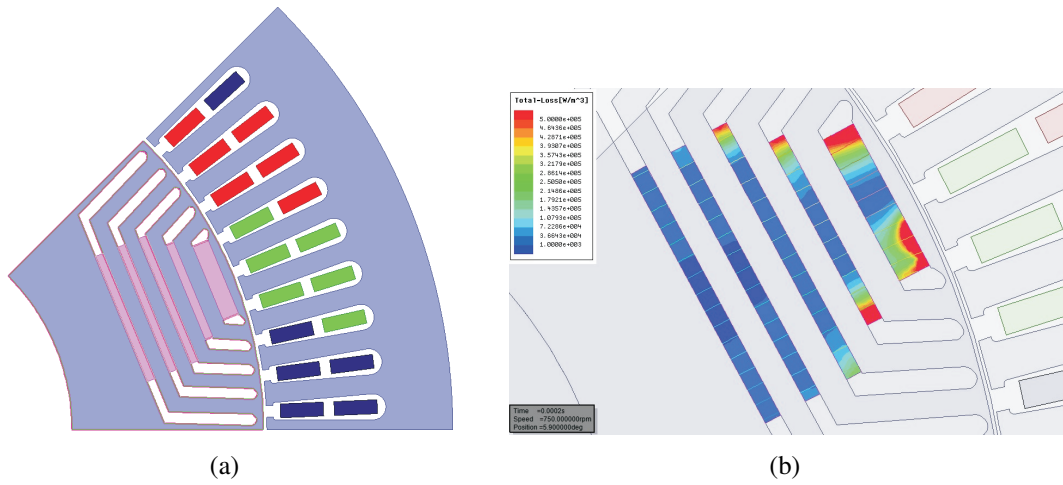 Total-Loss[W/m^3]
5.0000e+005
4.6436e+005
4.2871e+005
3.9307e+005
3.5743e+005
3.2179e+005
2.8614e+005
2.5050e+005
2.1486e+005
1.7921e+005
1.4357e+005
1.0793e+005
7.2286e+004
3.8643e+004
1.0000e+003
Time =0.0002s
Speed =750.000000rpm
Position =5.900000deg
(a)
(b)